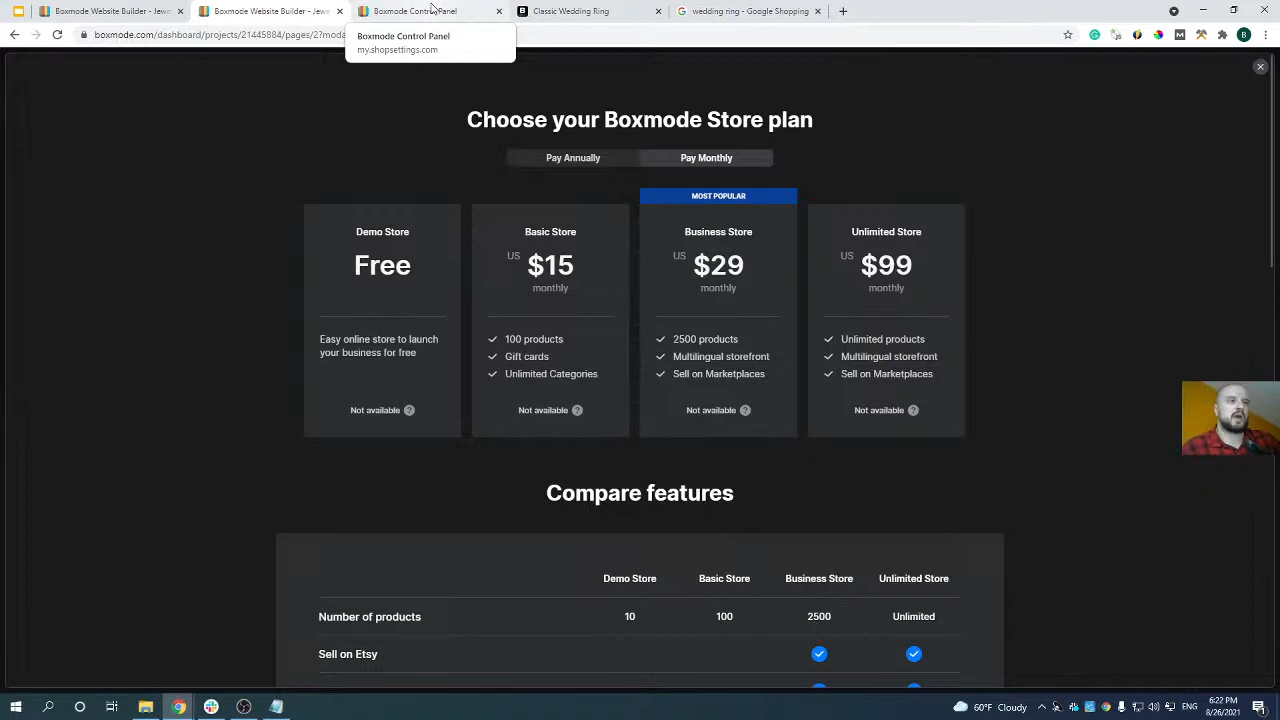 Boxmode Website Builder - Jewe
Boxmode Website Builder - Jewe
Boxmode Control Panel
Classic Wedding Ring
wedding ring - Google Shopping
boxmode.com/dashboard/projects/21445884/pages/2?moda
Boxmode Control Panel
my.shopsettings.com
Choose your Boxmode Store plan
Pay Annually
Pay Monthly
MOST POPULAR
Demo Store
Free
Easy online store to launch
your business for free
Not available ?
Basic Store
US $15
monthly
100 products
Gift cards
Unlimited Categories
Not available ?
Business Store
US $29
monthly
2500 products
Multilingual storefront
Sell on Marketplaces
Not available ?
Unlimited Store
US $99
monthly
Unlimited products
Multilingual storefront
Sell on Marketplaces
Not available ?
Compare features
Demo Store Basic Store Business Store Unlimited Store
Number of products 10 100 2500 Unlimited
Sell on Etsy
60°F Cloudy
6:22 PM
8/26/2021